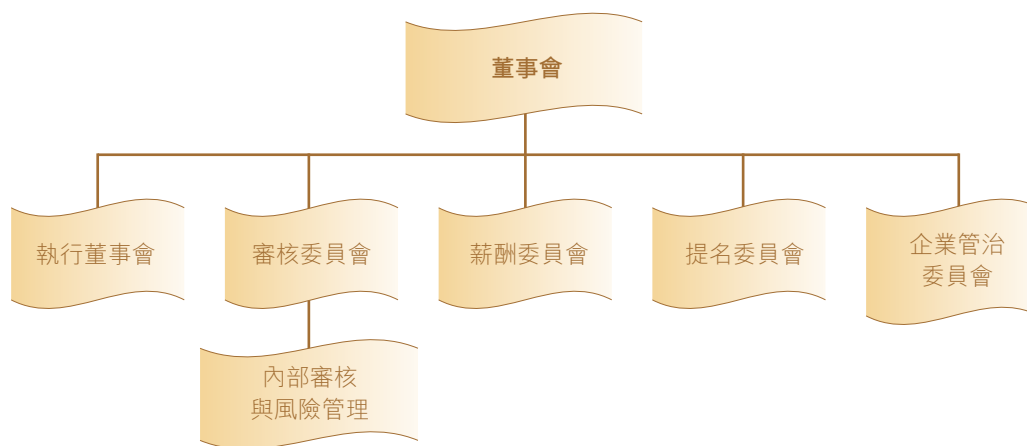 董事會
執行董事會
審核委員會
薪酬委員會
提名委員會
企業管治
委員會
內部審核
與風險管理